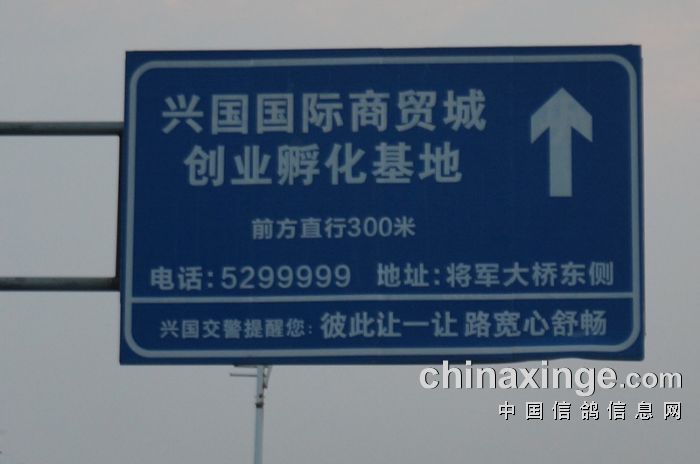 兴国国际商贸城
创业孵化基地
前方直行300米
电话:5299999 地址:将军大桥东侧
兴国交警提醒您: 彼此让一让 路宽心舒畅
chinaxinge.com
中国信鸽信息网